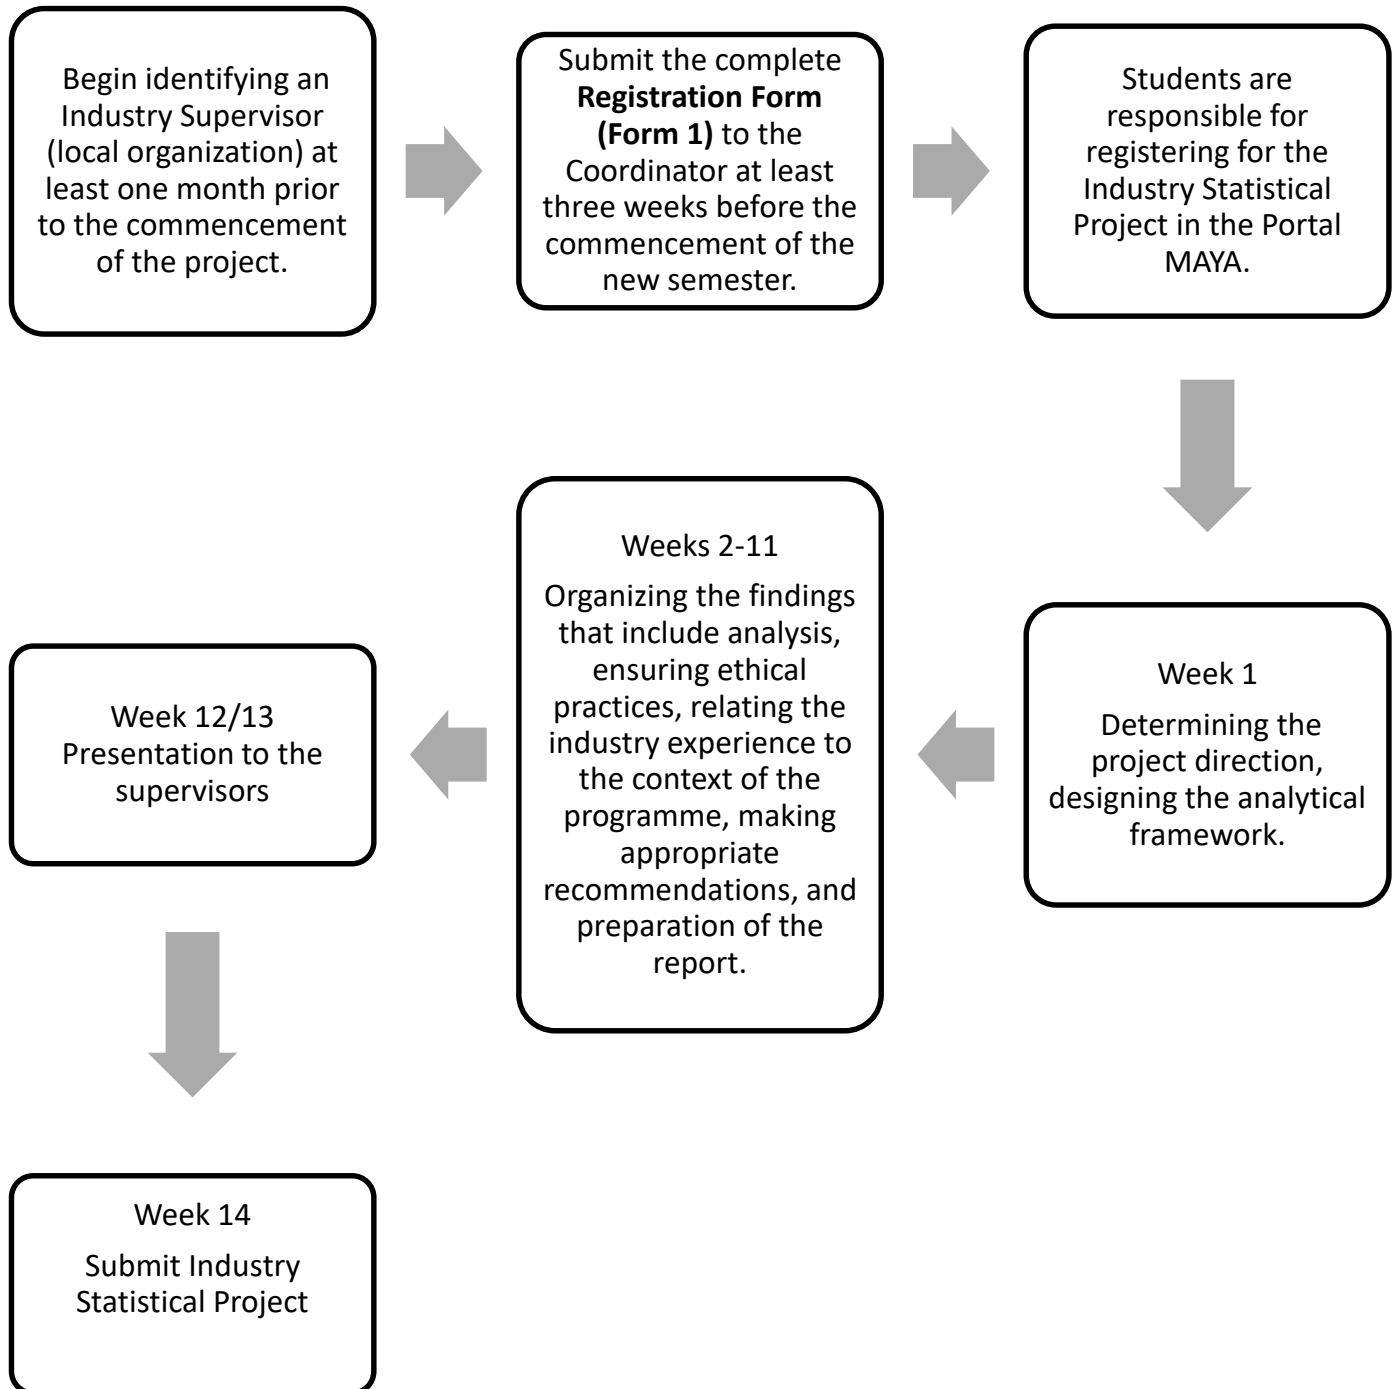 Begin identifying an
Industry Supervisor
(local organization) at
least one month prior
to the commencement
of the project.
Submit the complete
Registration Form
(Form 1) to the
Coordinator at least
three weeks before the
commencement of the
new semester.
Students are
responsible for
registering for the
Industry Statistical
Project in the Portal
MAYA.
Week 1
Determining the
project direction,
designing the analytical
framework.
Weeks 2-11
Organizing the findings
that include analysis,
ensuring ethical
practices, relating the
industry experience to
the context of the
programme, making
appropriate
recommendations, and
preparation of the
report.
Week 12/13
Presentation to the
supervisors
Week 14
Submit Industry
Statistical Project